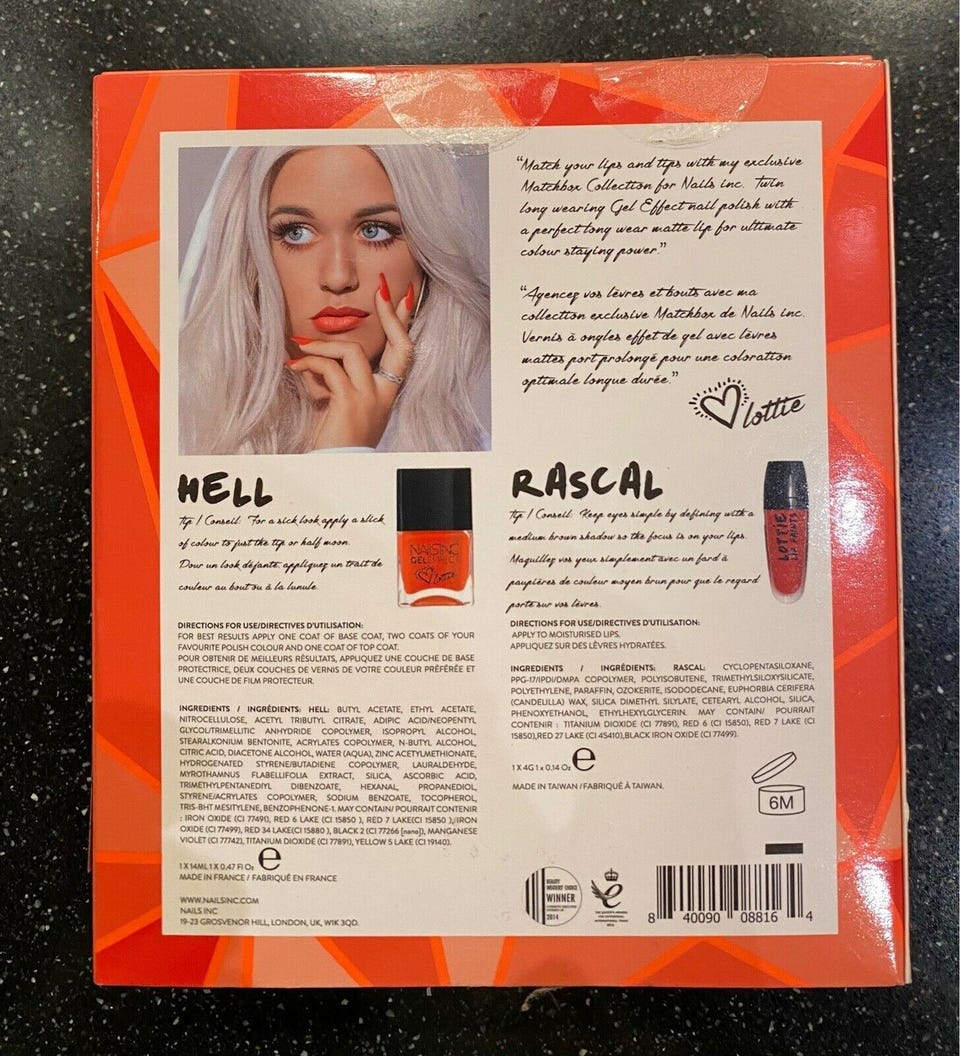 “Match your lips and tips with my exclusive
Matchbox Collection for Nails inc. Twin
long wearing Gel Effect nail polish with
a perfect long wear matte lip for ultimate
colour staying power.”
“Agencez vos lèvres et bouts avec ma
collection exclusive Matchbox de Nails inc.
Vernis à ongles effet de gel avec lèvres
mattes port prolongé pour une coloration
optimale longue durée.”
lottie
HELL
Tip / Conseil: For a sick look apply a slick
of colour to just the tip or half moon.
Pour un look déjante, appliquez un trait de
couleur au bout ou à la lunule.
NAILSINC
GEL EFFECT
lottie
DIRECTIONS FOR USE/DIRECTIVES D'UTILISATION:
FOR BEST RESULTS APPLY ONE COAT OF BASE COAT, TWO COATS OF YOUR
FAVOURITE POLISH COLOUR AND ONE COAT OF TOP COAT.
POUR OBTENIR DE MEILLEURS RÉSULTATS, APPLIQUEZ UNE COUCHE DE BASE
PROTECTRICE, DEUX COUCHES DE VERNIS DE VOTRE COULEUR PRÉFÉRÉE ET
UNE COUCHE DE FILM PROTECTEUR.
INGREDIENTS / INGRÉDIENTS: HELL: BUTYL ACETATE, ETHYL ACETATE,
NITROCELLULOSE, ACETYL TRIBUTYL CITRATE, ADIPIC ACID/NEOPENTYL
GLYCOL/TRIMELLITIC ANHYDRIDE COPOLYMER, ISOPROPYL ALCOHOL,
STEARALKONIUM BENTONITE, ACRYLATES COPOLYMER, N-BUTYL ALCOHOL,
CITRIC ACID, DIACETONE ALCOHOL, WATER (AQUA), ZINC ACETYLMETHIONATE,
HYDROGENATED STYRENE/BUTADIENE COPOLYMER, LAURALDEHYDE,
MYROTHAMNUS FLABELLIFOLIA EXTRACT, SILICA, ASCORBIC ACID,
TRIMETHYLPENTANEDIYL DIBENZOATE, HEXANAL, PROPANEDIOL,
STYRENE/ACRYLATES COPOLYMER, SODIUM BENZOATE, TOCOPHEROL,
TRIS-BHT MESITYLENE, BENZOPHENONE-1. MAY CONTAIN/ POURRAIT CONTENIR
: IRON OXIDE (CI 77491), RED 6 LAKE (CI 15850 ), RED 7 LAKE(CI 15850 ),/IRON
OXIDE (CI 77499), RED 34 LAKE(CI 15880 ), BLACK 2 (CI 77266 [nano]), MANGANESE
VIOLET (CI 77742), TITANIUM DIOXIDE (CI 77891), YELLOW 5 LAKE (CI 19140).
1 X 14ML 1 X 0.47 Fl Oz e
MADE IN FRANCE / FABRIQUÉ EN FRANCE
WWW.NAILSINC.COM
NAILS INC
19-23 GROSVENOR HILL, LONDON, UK, W1K 3QD.
RASCAL
Tip / Conseil: Keep eyes simple by defining with a
medium brown shadow so the focus is on your lips.
Maquillez vos yeux simplement avec un fard à
paupières de couleur moyen brun pour que le regard
porte sur vos lèvres.
LOTTIE
LIP PAINTS
DIRECTIONS FOR USE/DIRECTIVES D'UTILISATION:
APPLY TO MOISTURISED LIPS.
APPLIQUEZ SUR DES LÈVRES HYDRATÉES.
INGREDIENTS / INGRÉDIENTS: RASCAL: CYCLOPENTASILOXANE,
PPG-17/IPDI/DMPA COPOLYMER, POLYISOBUTENE, TRIMETHYLSILOXYSILICATE,
POLYETHYLENE, PARAFFIN, OZOKERITE, ISODODECANE, EUPHORBIA CERIFERA
(CANDELILLA) WAX, SILICA DIMETHYL SILYLATE, CETEARYL ALCOHOL, SILICA,
PHENOXYETHANOL, ETHYLHEXYLGLYCERIN. MAY CONTAIN/ POURRAIT
CONTENIR : TITANIUM DIOXIDE (CI 77891), RED 6 (CI 15850), RED 7 LAKE (CI
15850),RED 27 LAKE (CI 45410),BLACK IRON OXIDE (CI 77499).
1 X 4G 1 x 0.14 Oz e
MADE IN TAIWAN / FABRIQUÉ À TAIWAN.
6M
WINNER
2014
8 40090 08816 4